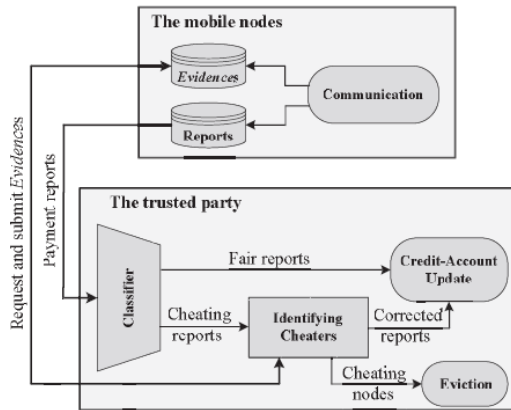 The mobile nodes
Evidences
Communication
Reports
Request and submit Evidences
Payment reports
The trusted party
Classifier
Fair reports
Credit-Account
Update
Cheating
reports
Identifying
Cheaters
Corrected
reports
Cheating
nodes
Eviction